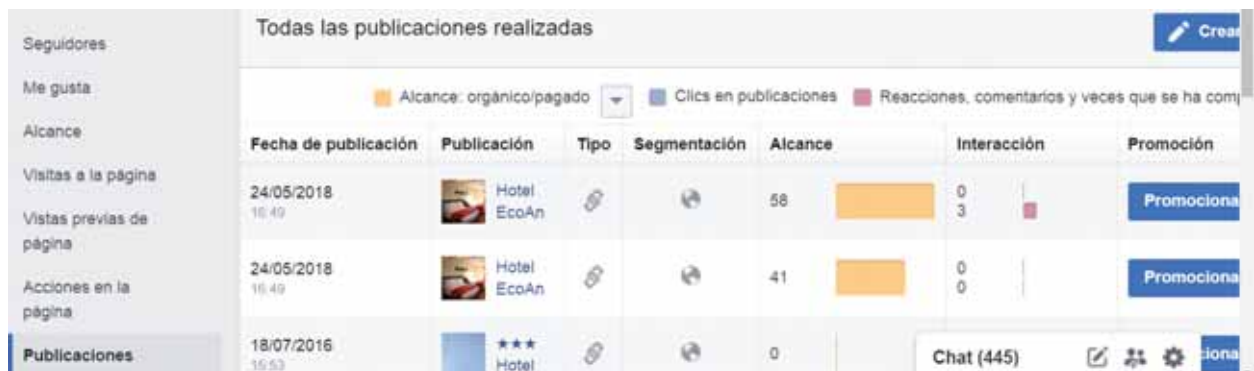 Seguidores
Me gusta
Alcance
Visitas a la página
Vistas previas de
página
Acciones en la
página
Publicaciones
Todas las publicaciones realizadas
Crear
Alcance: orgánico/pagado
Clics en publicaciones
Reacciones, comentarios y veces que se ha comp
Fecha de publicación Publicación Tipo Segmentación Alcance Interacción Promoción
24/05/2018
16:49
Hotel
EcoAn
58
0
3
Promociona
24/05/2018
16:49
Hotel
EcoAn
41
0
0
Promociona
18/07/2016
15:53
★★★
Hotel
0
Chat (445)
iona